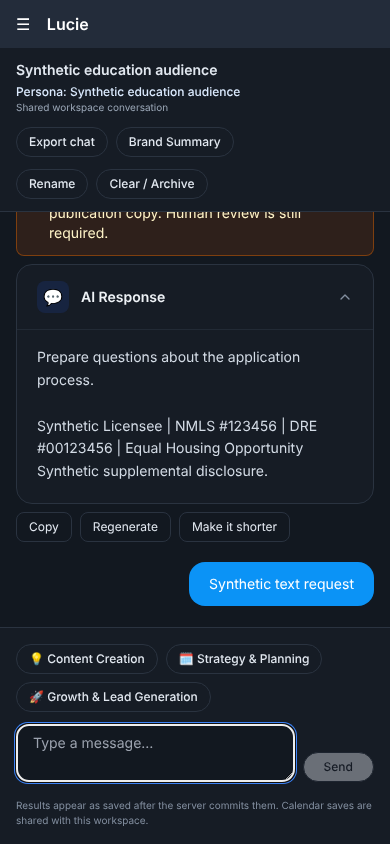 ☰ Lucie
Synthetic education audience
Persona: Synthetic education audience
Shared workspace conversation
Export chat
Brand Summary
Rename
Clear / Archive
publication copy. Human review is still
required.
AI Response
Prepare questions about the application
process.
Synthetic Licensee | NMLS #123456 | DRE
#00123456 | Equal Housing Opportunity
Synthetic supplemental disclosure.
Copy
Regenerate
Make it shorter
Synthetic text request
💡 Content Creation
🗓️ Strategy & Planning
🚀 Growth & Lead Generation
Type a message...
Send
Results appear as saved after the server commits them. Calendar saves are
shared with this workspace.